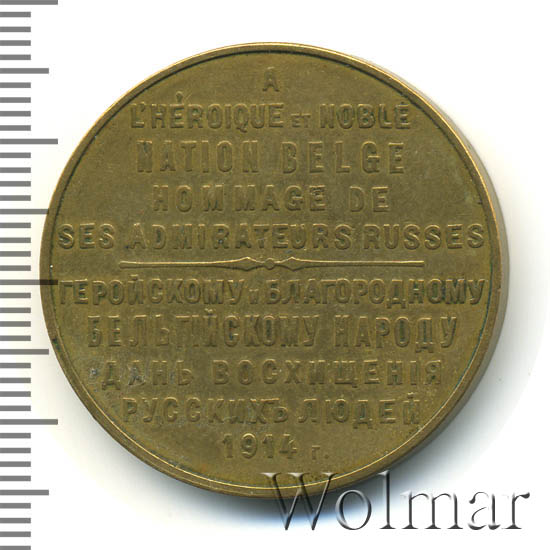 A
L'HÉROIQUE ET NOBLE
NATION BELGE
HOMMAGE DE
SES ADMIRATEURS RUSSES
ГЕРОЙСКОМУ И БЛАГОРОДНОМУ
БЕЛЬГІЙСКОМУ НАРОДУ
ДАНЬ ВОСХИЩЕНІЯ
РУССКИХЪ ЛЮДЕЙ
1914 г.
Wolmar